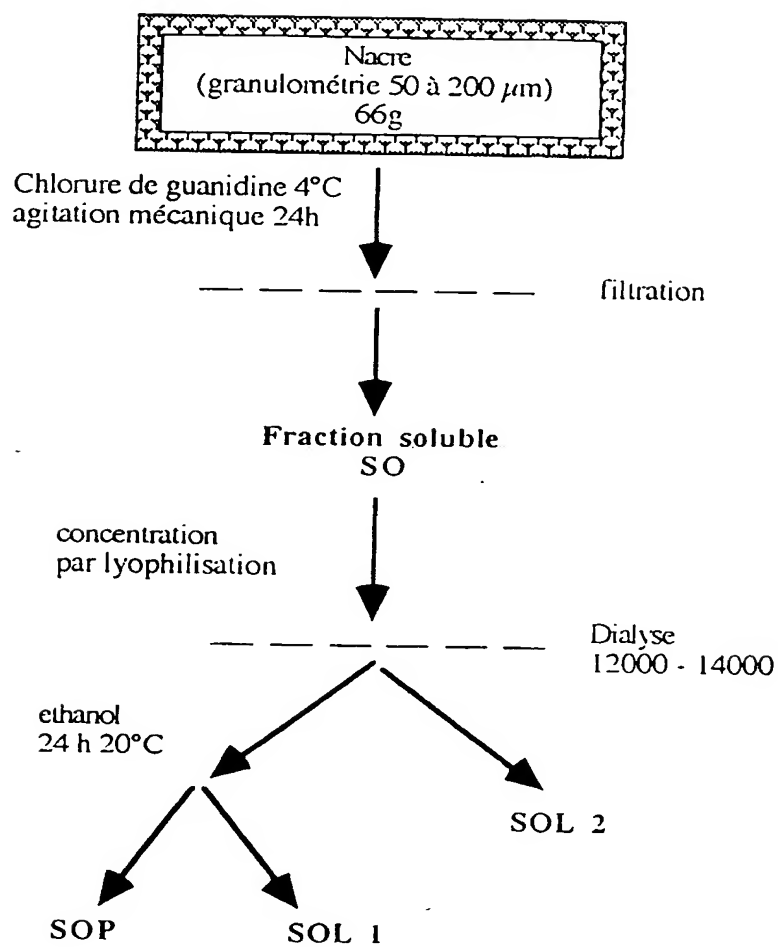 Nacre
(granulométrie 50 à 200 µm)
66g
Chlorure de guanidine 4°C
agitation mécanique 24h
filtration
Fraction soluble
SO
concentration
par lyophilisation
Dialyse
12000 - 14000
ethanol
24 h 20°C
SOL 2
SOP
SOL 1